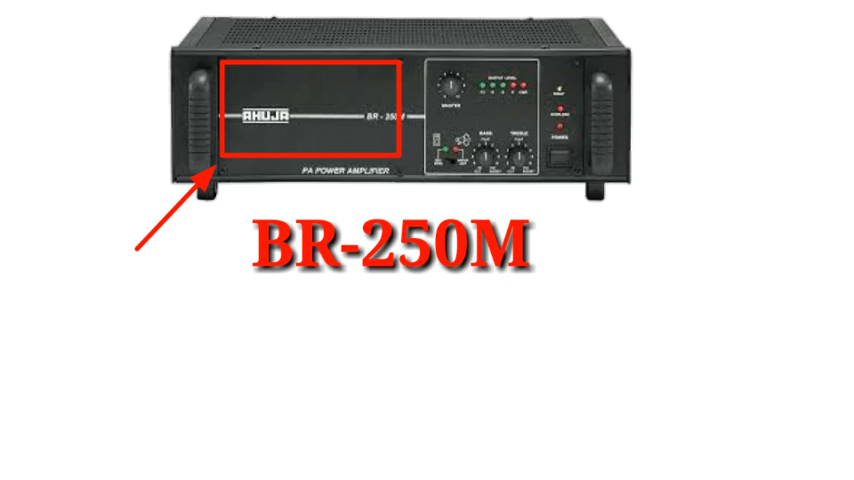 OUTPUT LEVEL
MASTER
AHUJA
BR - 250M
BASS
TREBLE
POWER
PA POWER AMPLIFIER
BR-250M